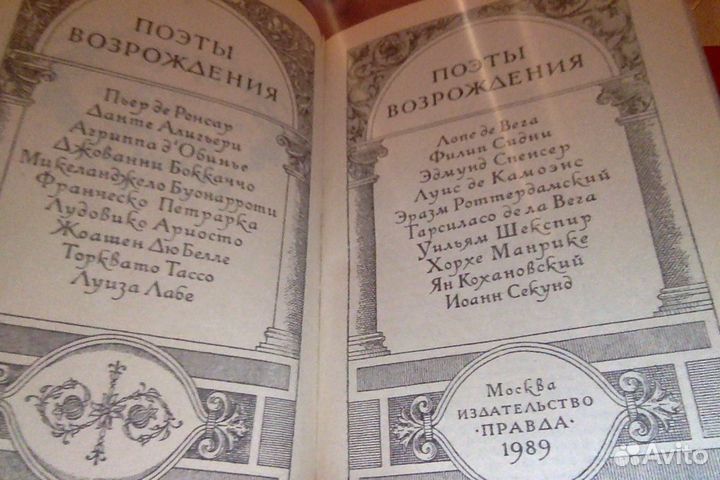 ПОЭТЫ
ВОЗРОЖДЕНИЯ
Пьер де Ронсар
Данте Алигьери
Агриппа д'Обинье
Джованни Боккаччо
Микеланджело Буонарроти
Франческо Петрарка
Лудовико Ариосто
Жоашен Дю Белле
Торквато Тассо
Луиза Лабе
ПОЭТЫ
ВОЗРОЖДЕНИЯ
Лопе де Вега
Филип Сидни
Эдмунд Спенсер
Луис де Камоэнс
Эразм Роттердамский
Гарсиласо де ла Вега
Уильям Шекспир
Хорхе Манрике
Ян Кохановский
Иоанн Секунд
Москва
ИЗДАТЕЛЬСТВО
·ПРАВДА·
1989
Avito